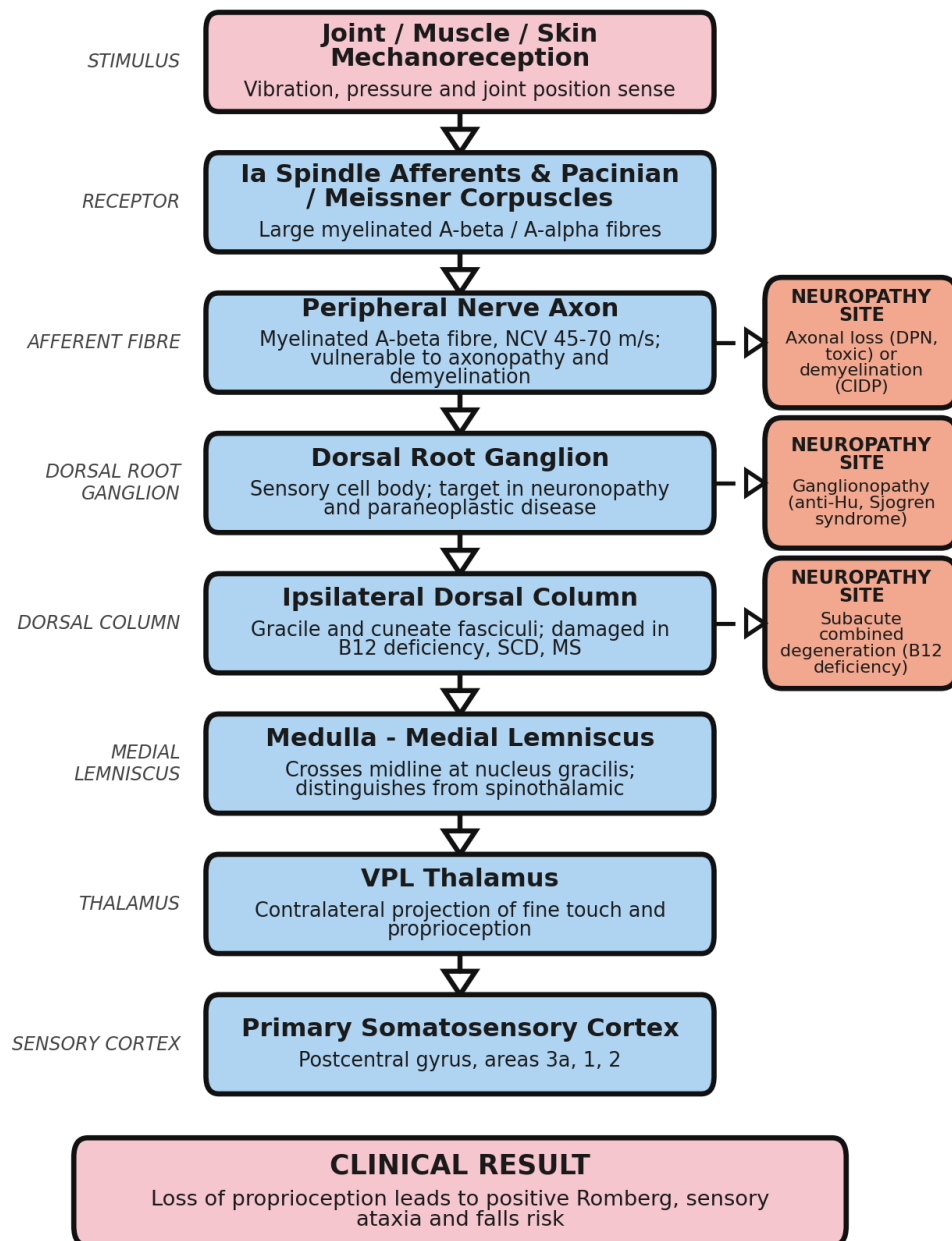 STIMULUS
Joint / Muscle / Skin
Mechanoreception
Vibration, pressure and joint position sense
RECEPTOR
Ia Spindle Afferents & Pacinian
/ Meissner Corpuscles
Large myelinated A-beta / A-alpha fibres
AFFERENT FIBRE
Peripheral Nerve Axon
Myelinated A-beta fibre, NCV 45-70 m/s;
vulnerable to axonopathy and
demyelination
NEUROPATHY
SITE
Axonal loss (DPN,
toxic) or
demyelination
(CIDP)
DORSAL ROOT
GANGLION
Dorsal Root Ganglion
Sensory cell body; target in neuronopathy
and paraneoplastic disease
NEUROPATHY
SITE
Ganglionopathy
(anti-Hu, Sjogren
syndrome)
DORSAL COLUMN
Ipsilateral Dorsal Column
Gracile and cuneate fasciculi; damaged in
B12 deficiency, SCD, MS
NEUROPATHY
SITE
Subacute
combined
degeneration (B12
deficiency)
MEDIAL
LEMNISCUS
Medulla - Medial Lemniscus
Crosses midline at nucleus gracilis;
distinguishes from spinothalamic
THALAMUS
VPL Thalamus
Contralateral projection of fine touch and
proprioception
SENSORY CORTEX
Primary Somatosensory Cortex
Postcentral gyrus, areas 3a, 1, 2
CLINICAL RESULT
Loss of proprioception leads to positive Romberg, sensory
ataxia and falls risk